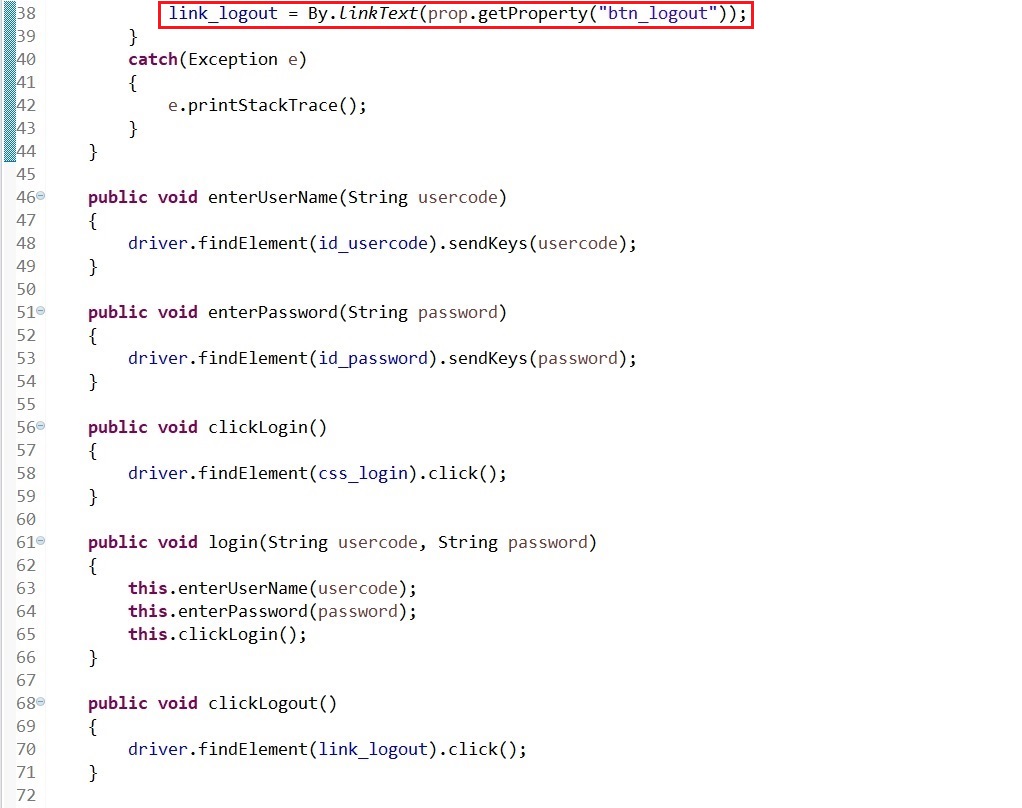 38 link_logout = By.linkText(prop.getProperty("btn_logout"));
39 }
40 catch(Exception e)
41 {
42 e.printStackTrace();
43 }
44 }
45
46 public void enterUserName(String usercode)
47 {
48 driver.findElement(id_usercode).sendKeys(usercode);
49 }
50
51 public void enterPassword(String password)
52 {
53 driver.findElement(id_password).sendKeys(password);
54 }
55
56 public void clickLogin()
57 {
58 driver.findElement(css_login).click();
59 }
60
61 public void login(String usercode, String password)
62 {
63 this.enterUserName(usercode);
64 this.enterPassword(password);
65 this.clickLogin();
66 }
67
68 public void clickLogout()
69 {
70 driver.findElement(link_logout).click();
71 }
72